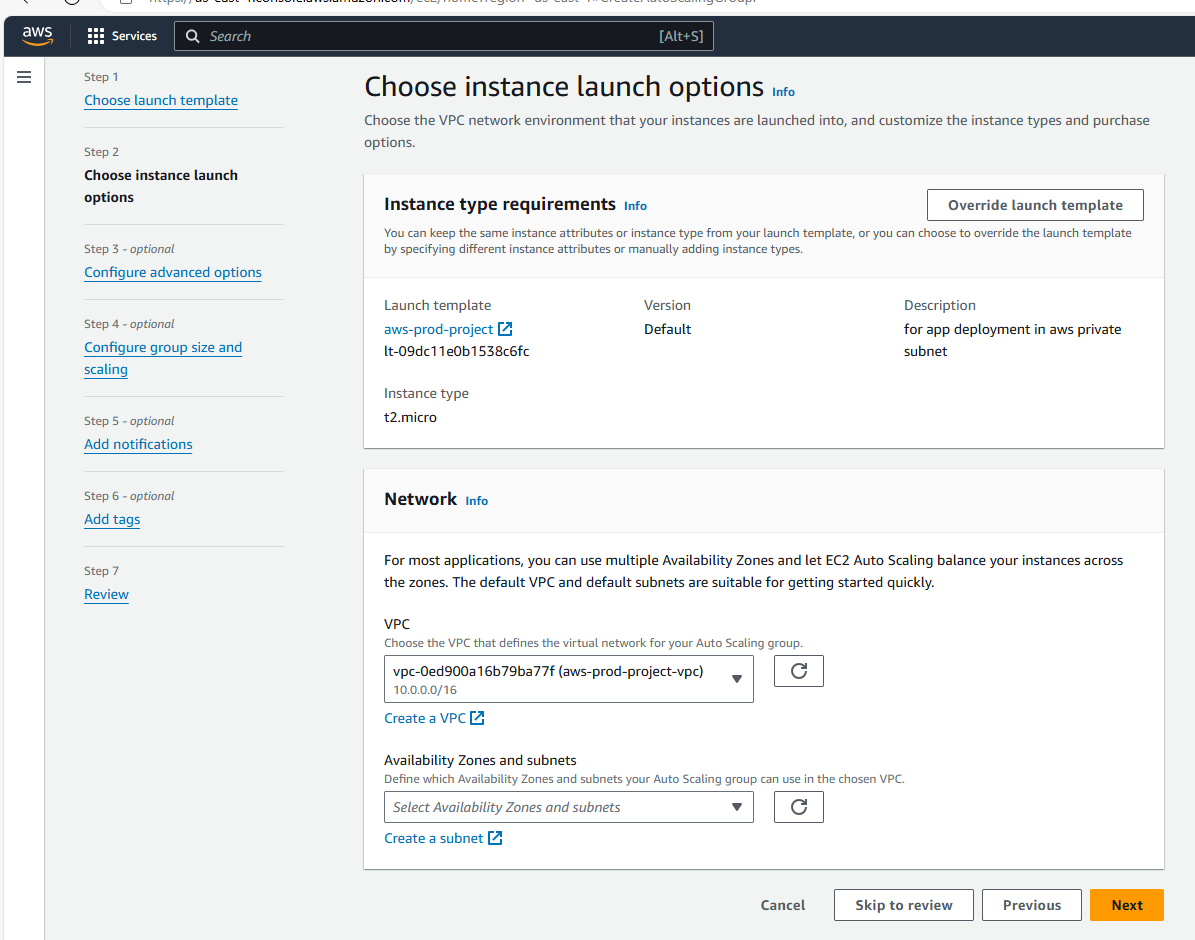 aws
Services
Search
[Alt+S]
Step 1
Choose launch template
Step 2
Choose instance launch
options
Step 3 - optional
Configure advanced options
Step 4 - optional
Configure group size and
scaling
Step 5 - optional
Add notifications
Step 6 - optional
Add tags
Step 7
Review
Choose instance launch options Info
Choose the VPC network environment that your instances are launched into, and customize the instance types and purchase
options.
Instance type requirements Info
Override launch template
You can keep the same instance attributes or instance type from your launch template, or you can choose to override the launch template
by specifying different instance attributes or manually adding instance types.
Launch template
aws-prod-project
lt-09dc11e0b1538c6fc
Version
Default
Description
for app deployment in aws private
subnet
Instance type
t2.micro
Network Info
For most applications, you can use multiple Availability Zones and let EC2 Auto Scaling balance your instances across
the zones. The default VPC and default subnets are suitable for getting started quickly.
VPC
Choose the VPC that defines the virtual network for your Auto Scaling group.
vpc-0ed900a16b79ba77f (aws-prod-project-vpc)
10.0.0.0/16
Create a VPC
Availability Zones and subnets
Define which Availability Zones and subnets your Auto Scaling group can use in the chosen VPC.
Select Availability Zones and subnets
Create a subnet
Cancel
Skip to review
Previous
Next